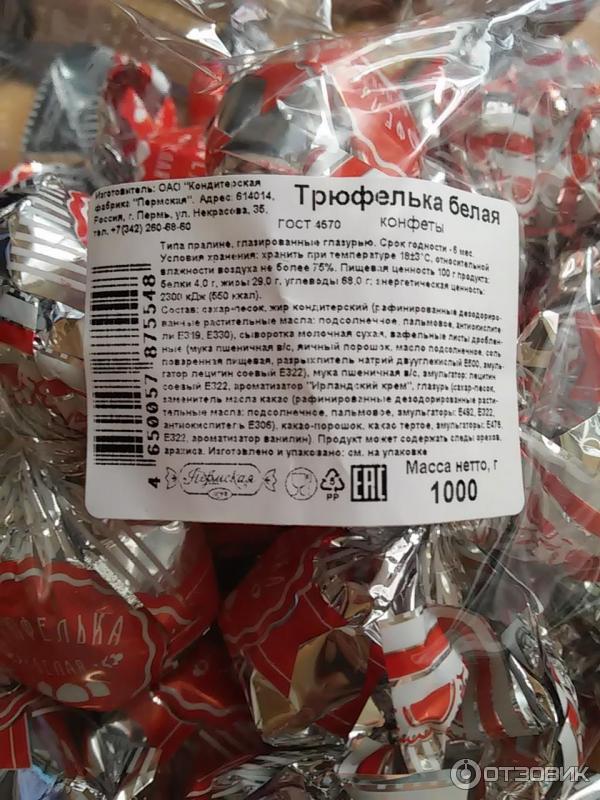 Изготовитель: ОАО "Кондитерская
фабрика "Пермская". Адрес: 614014,
Россия, г. Пермь, ул. Некрасова, 35,
тел. +7(342) 260-68-60
Трюфелька белая
ГОСТ 4570 конфеты
Типа пралине, глазированные глазурью. Срок годности - 6 мес.
Условия хранения: хранить при температуре 18±3°С, относительной
влажности воздуха не более 75%. Пищевая ценность 100 г продукта:
белки 4,0 г, жиры 29,0 г, углеводы 68,0 г; энергетическая ценность:
2300 кДж (550 ккал).
Состав: сахар-песок, жир кондитерский (рафинированные дезодориро-
ванные растительные масла: подсолнечное, пальмовое, антиокислите-
ли Е319, Е330), сыворотка молочная сухая, вафельные листы дробле-
ные (мука пшеничная в/с, яичный порошок, масло подсолнечное, соль
поваренная пищевая, разрыхлитель натрий двууглекислый Е500, эмуль-
гатор лецитин соевый Е322), мука пшеничная в/с, эмульгатор: лецитин
соевый Е322, ароматизатор "Ирландский крем", глазурь (сахар-песок,
заменитель масла какао (рафинированные дезодорированные расти-
тельные масла: подсолнечное, пальмовое, эмульгаторы: Е492, Е322,
антиокислитель Е306), какао-порошок, какао тертое, эмульгаторы: Е476,
Е322, ароматизатор ванилин). Продукт может содержать следы орехов,
арахиса. Изготовлено и упаковано: см. на упаковке
4 650057 875548
Пермская
PP
ЕАС
Масса нетто, г
1000
ФЕЛЬКА
БЕЛАЯ
ОТЗОВИК